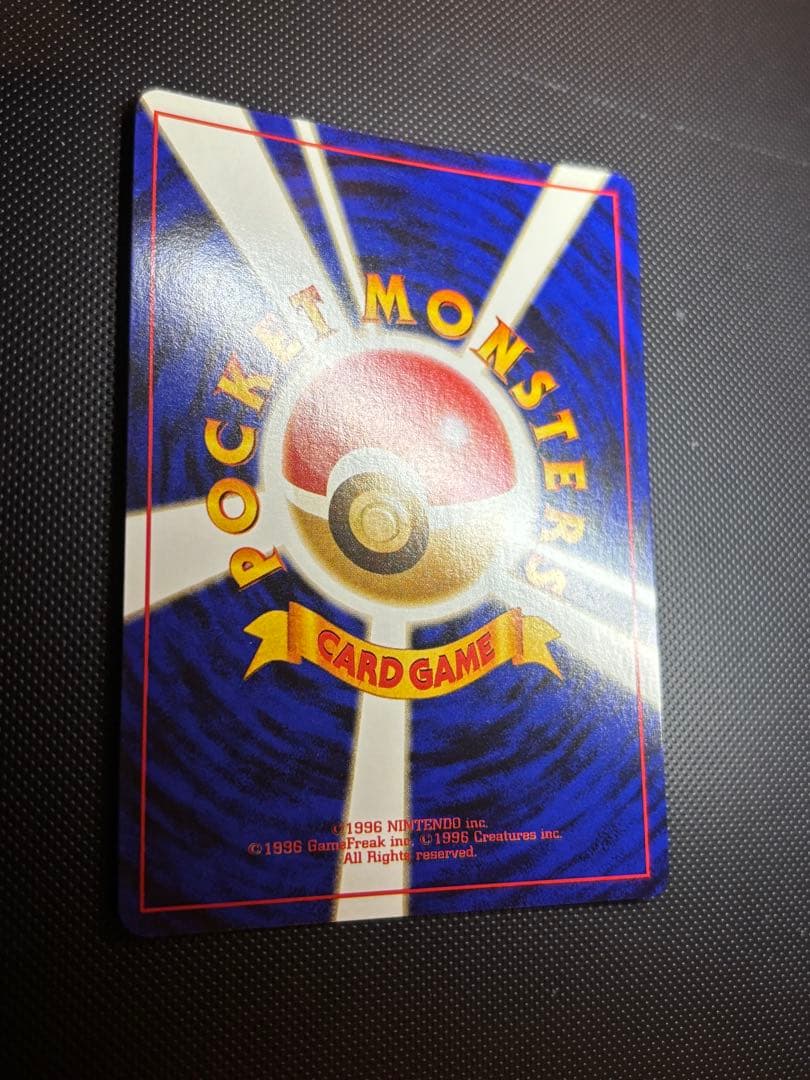 POCKET MONSTERS
CARD GAME
©1996 NINTENDO inc.
©1996 GameFreak inc. ©1996 Creatures inc.
All Rights reserved.